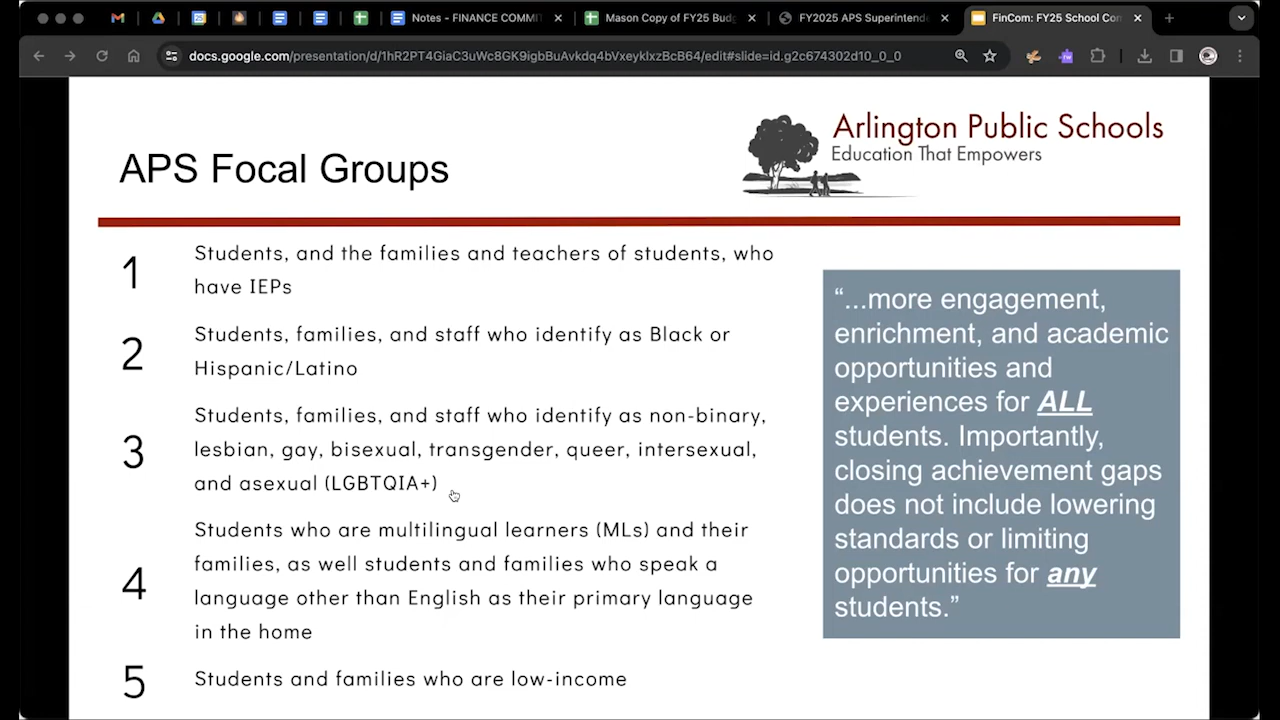 Notes - FINANCE COMMIT
Mason Copy of FY25 Budg
FY2025 APS Superintende
FinCom: FY25 School Com
docs.google.com/presentation/d/1hR2PT4GiaC3uWc8GK9igbBuAvkdq4bVxeyklxzBcB64/edit#slide=id.g2c674302d10_0_0
Arlington Public Schools
Education That Empowers
APS Focal Groups
1
Students, and the families and teachers of students, who
have IEPs
2
Students, families, and staff who identify as Black or
Hispanic/Latino
3
Students, families, and staff who identify as non-binary,
lesbian, gay, bisexual, transgender, queer, intersexual,
and asexual (LGBTQIA+)
4
Students who are multilingual learners (MLs) and their
families, as well students and families who speak a
language other than English as their primary language
in the home
5
Students and families who are low-income
“...more engagement,
enrichment, and academic
opportunities and
experiences for ALL
students. Importantly,
closing achievement gaps
does not include lowering
standards or limiting
opportunities for any
students.”